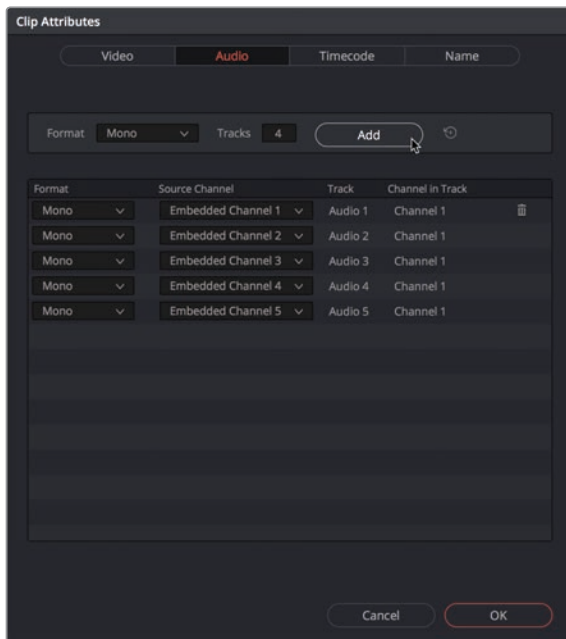 Clip Attributes
Video Audio Timecode Name
Format Mono Tracks 4 Add
Format Source Channel Track Channel in Track
Mono Embedded Channel 1 Audio 1 Channel 1
Mono Embedded Channel 2 Audio 2 Channel 1
Mono Embedded Channel 3 Audio 3 Channel 1
Mono Embedded Channel 4 Audio 4 Channel 1
Mono Embedded Channel 5 Audio 5 Channel 1
Cancel OK